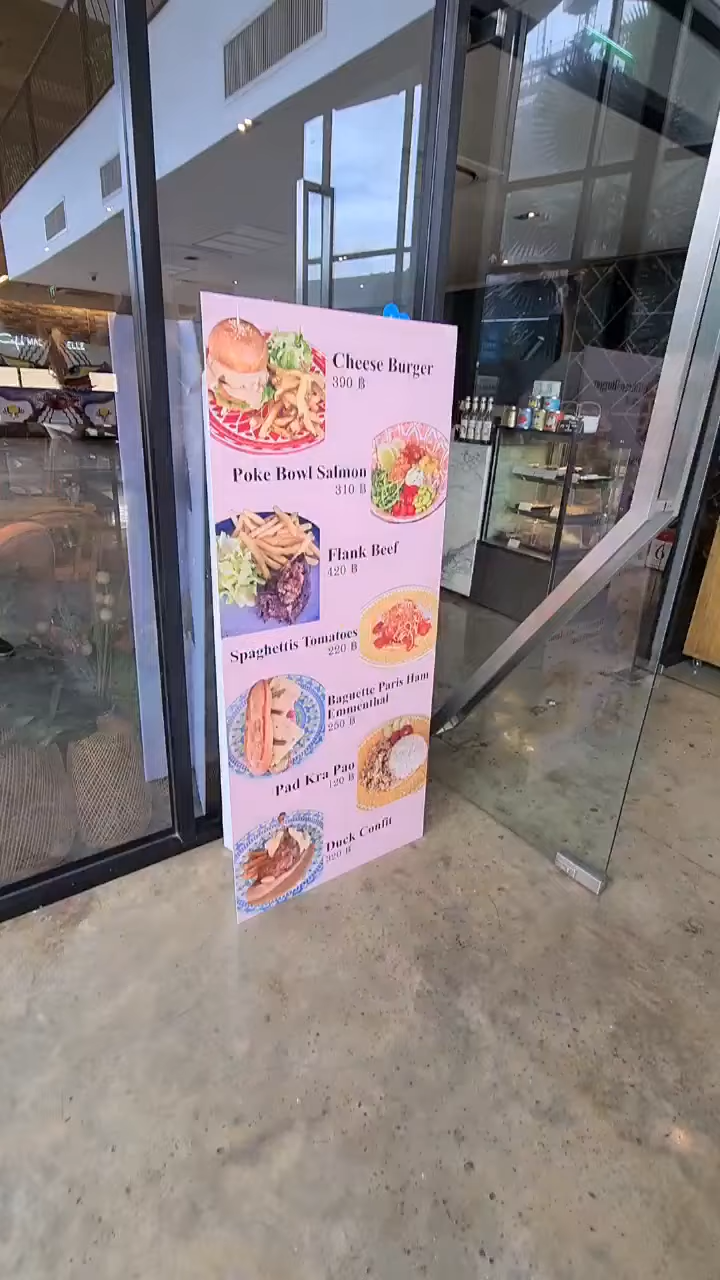 Cheese Burger
390 ฿
Poke Bowl Salmon
310 ฿
Flank Beef
420 ฿
Spaghettis Tomatoes
220 ฿
Baguette Paris Ham
Emmenthal
250 ฿
Pad Kra Pao
120 ฿
Duck Confit
320 ฿